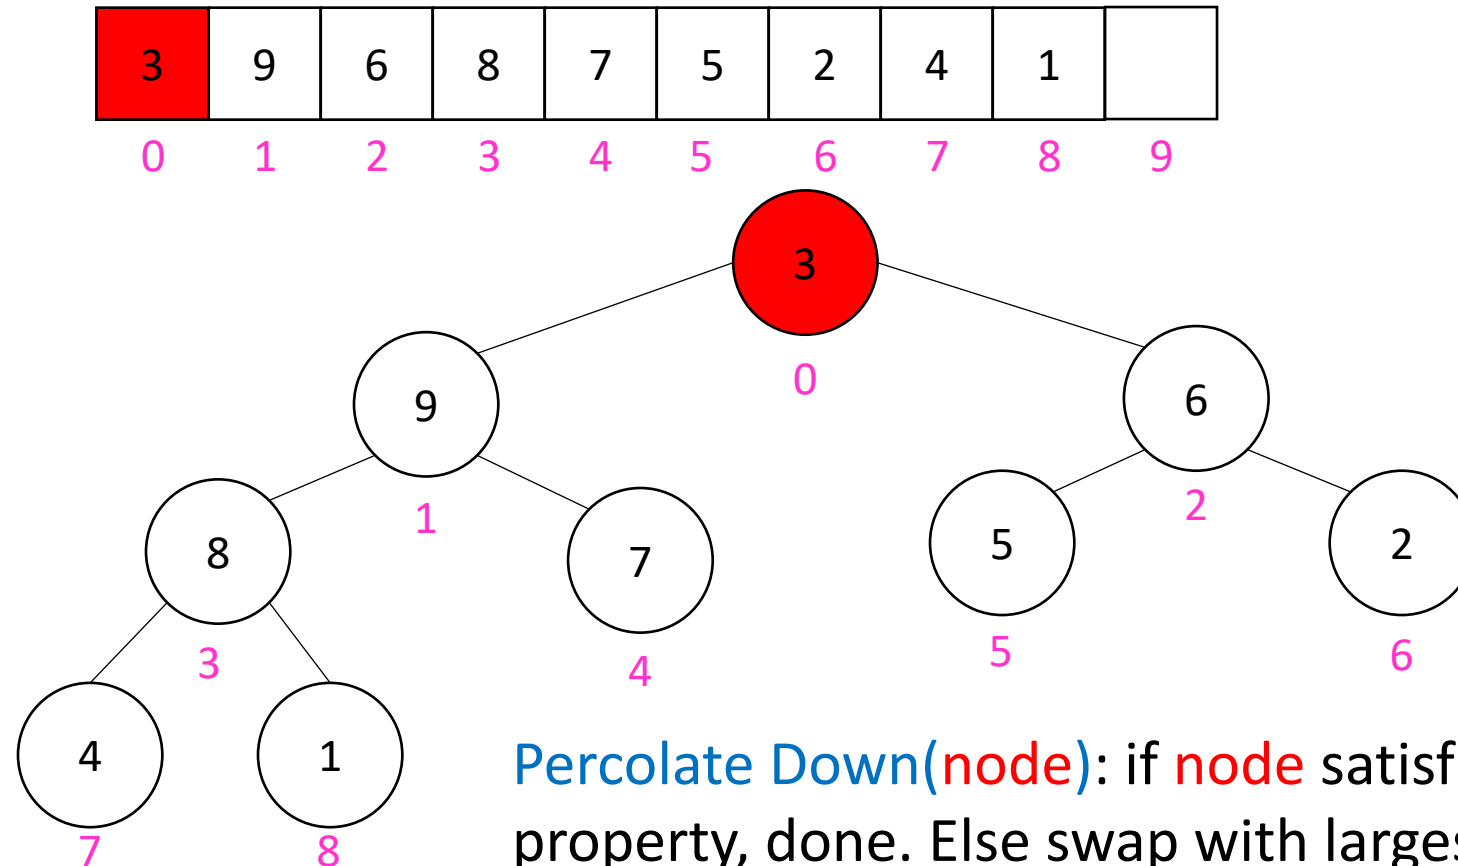 3 9 6 8 7 5 2 4 1
0 1 2 3 4 5 6 7 8 9
3
0
9 6
1 2
8 7 5 2
3 4 5 6
4 1
7 8
Percolate Down(node): if node
property, done. Else swap with